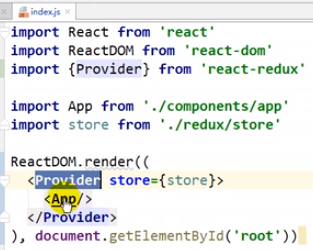 index.js
import React from 'react'
import ReactDOM from 'react-dom'
import {Provider} from 'react-redux'
import App from './components/app'
import store from './redux/store'
ReactDOM.render((
<Provider store={store}>
<App/>
</Provider>
), document.getElementById('root'))